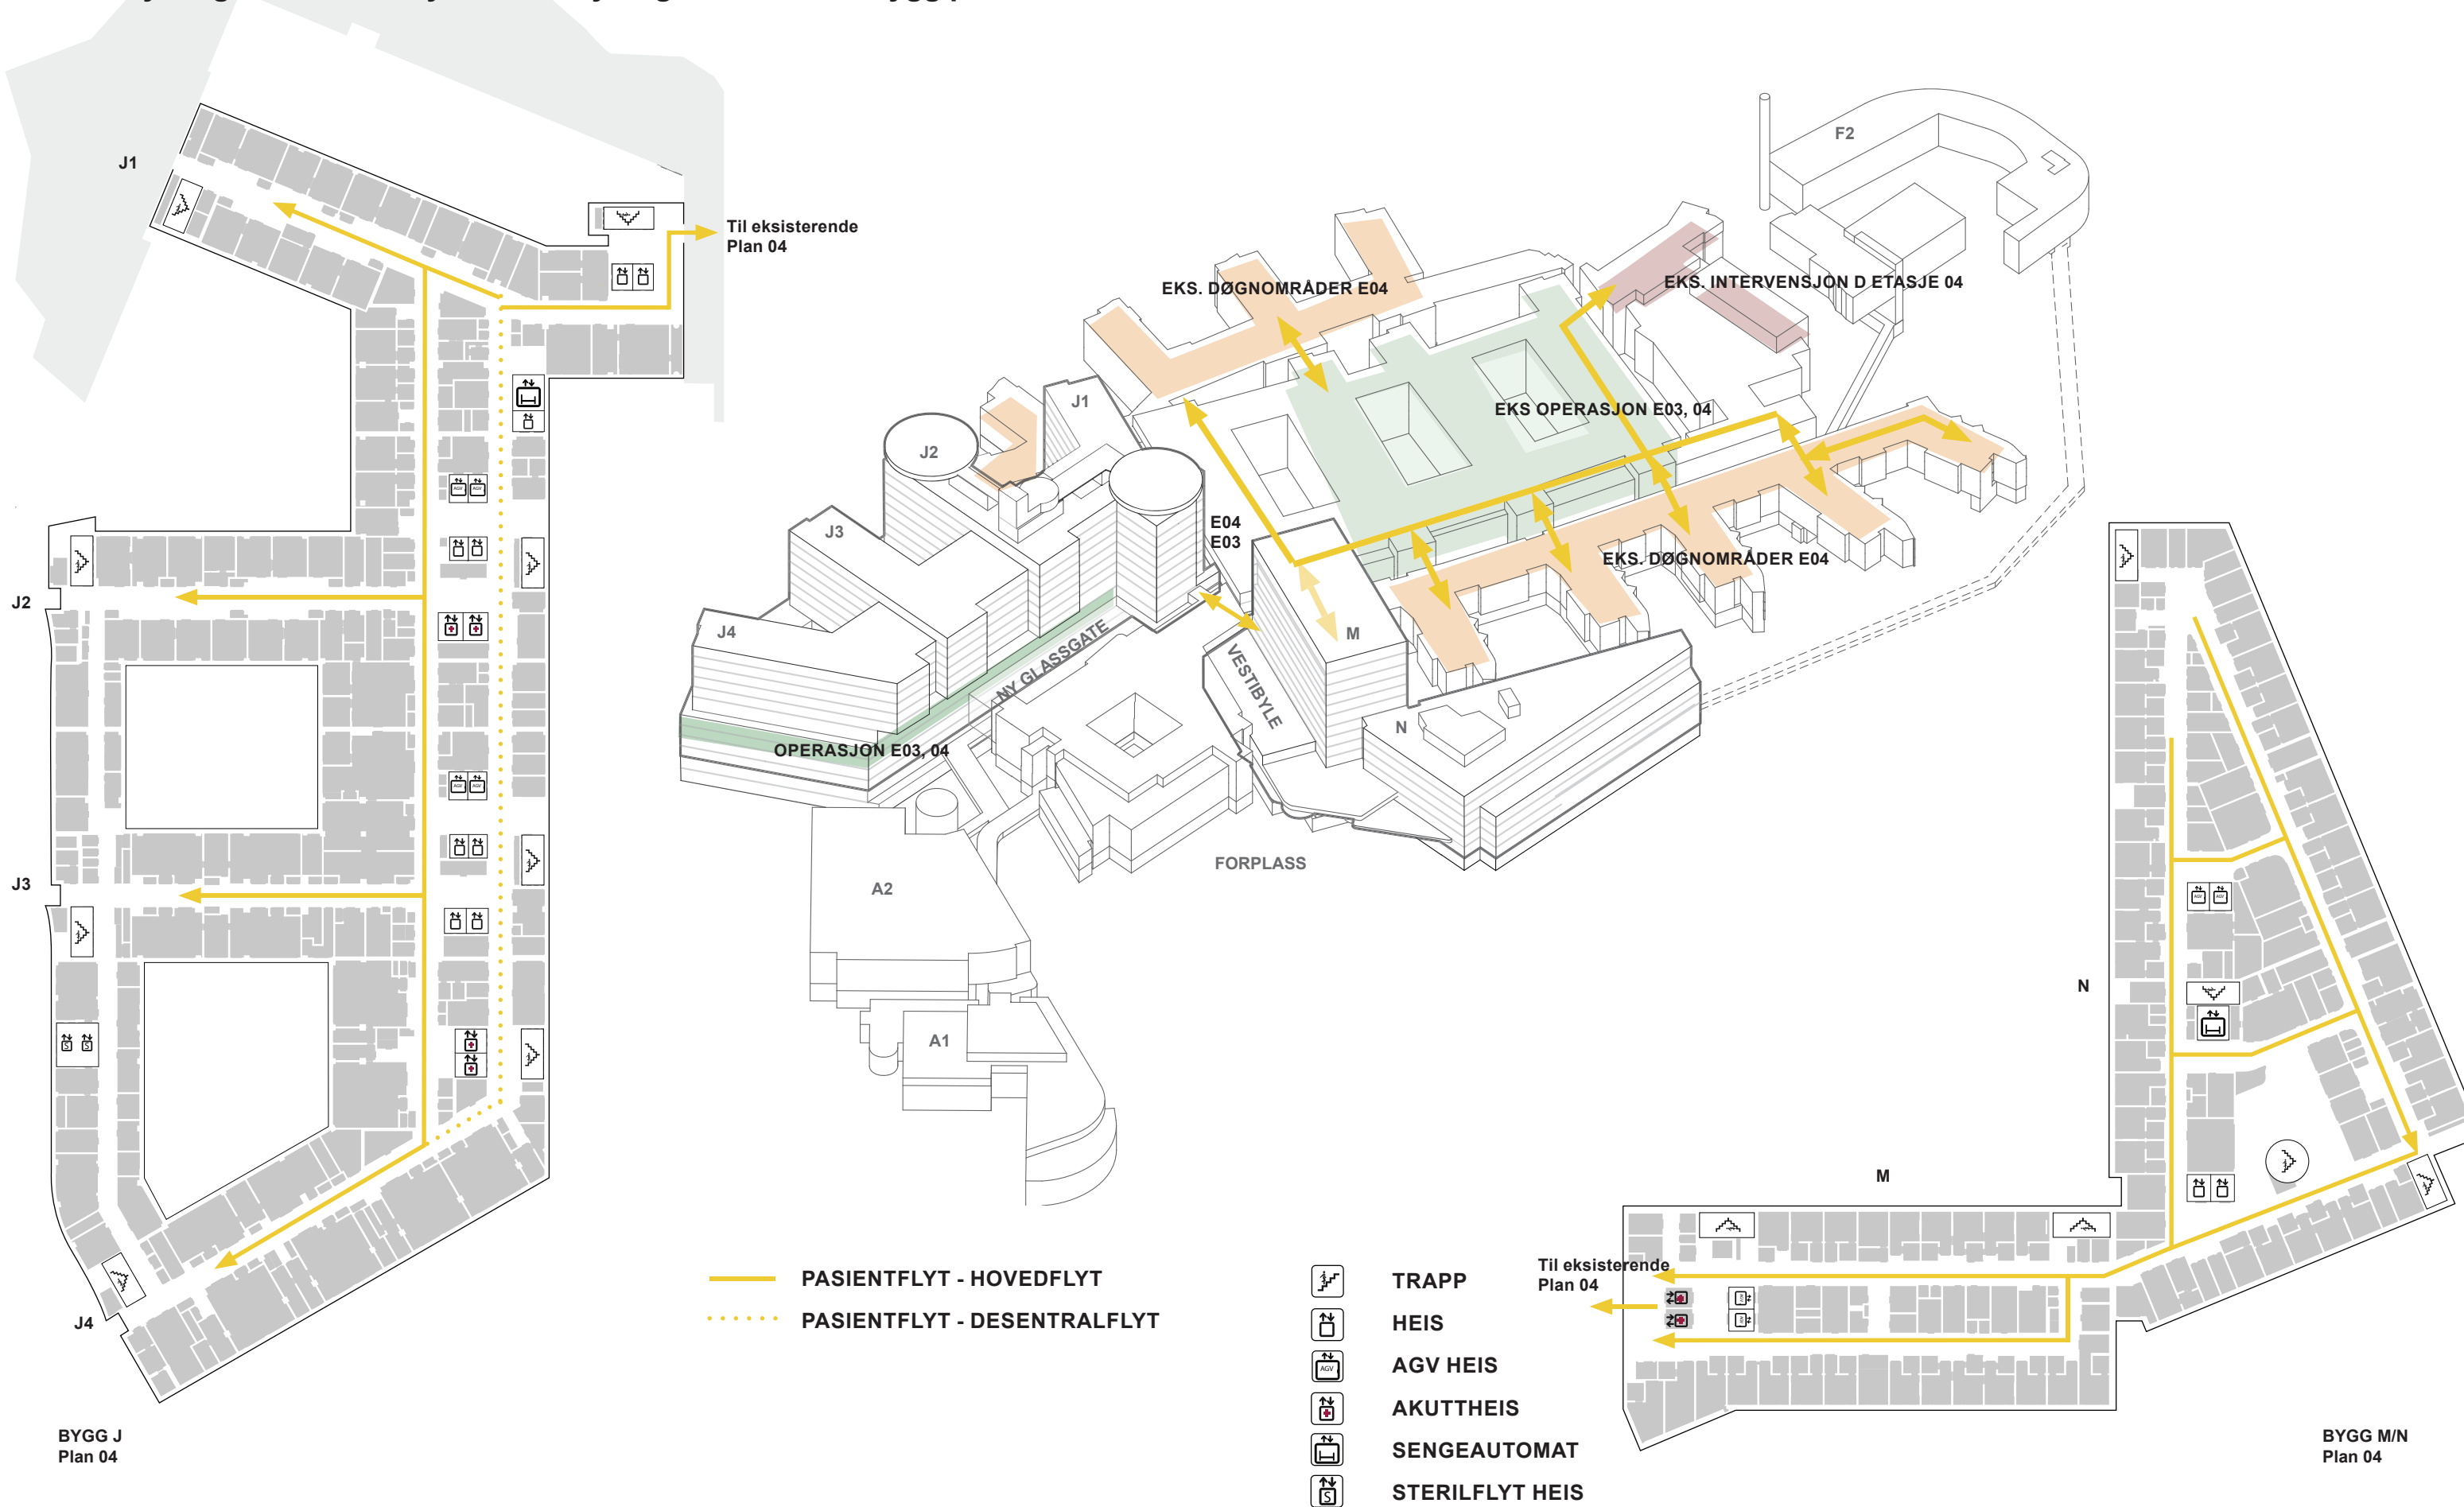 J1
Til eksisterende
Plan 04
J2
J3
J4
BYGG J
Plan 04
F2
EKS. DØGNOMRÅDER E04
EKS. INTERVENSJON D ETASJE 04
J1
EKS OPERASJON E03, 04
J2
E04
E03
J3
EKS. DØGNOMRÅDER E04
J4
M
NY GLASSGATE
VESTIBYLE
N
OPERASJON E03, 04
FORPLASS
A2
A1
N
M
Til eksisterende
Plan 04
BYGG M/N
Plan 04
PASIENTFLYT - HOVEDFLYT
PASIENTFLYT - DESENTRALFLYT
TRAPP
HEIS
AGV
AGV HEIS
AKUTTHEIS
SENGEAUTOMAT
S
STERILFLYT HEIS